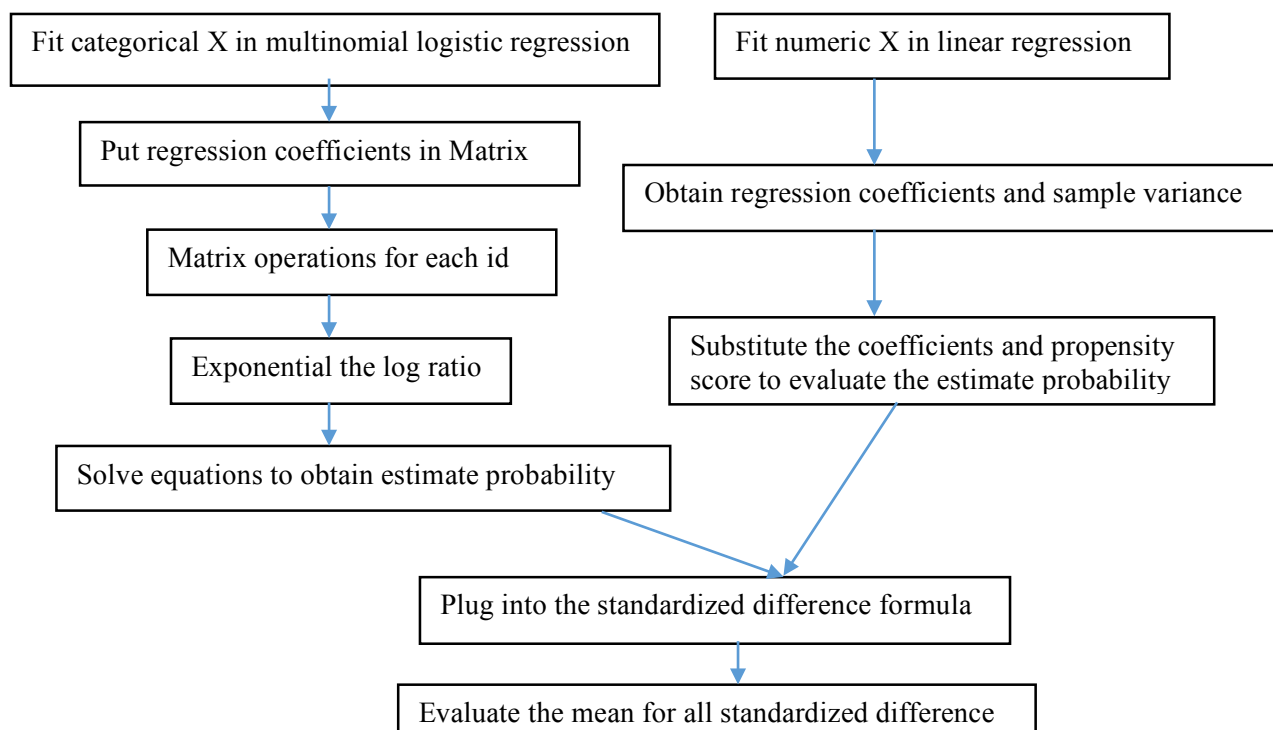 Fit categorical X in multinomial logistic regression
Put regression coefficients in Matrix
Matrix operations for each id
Exponential the log ratio
Solve equations to obtain estimate probability
Fit numeric X in linear regression
Obtain regression coefficients and sample variance
Substitute the coefficients and propensity
score to evaluate the estimate probability
Plug into the standardized difference formula
Evaluate the mean for all standardized difference